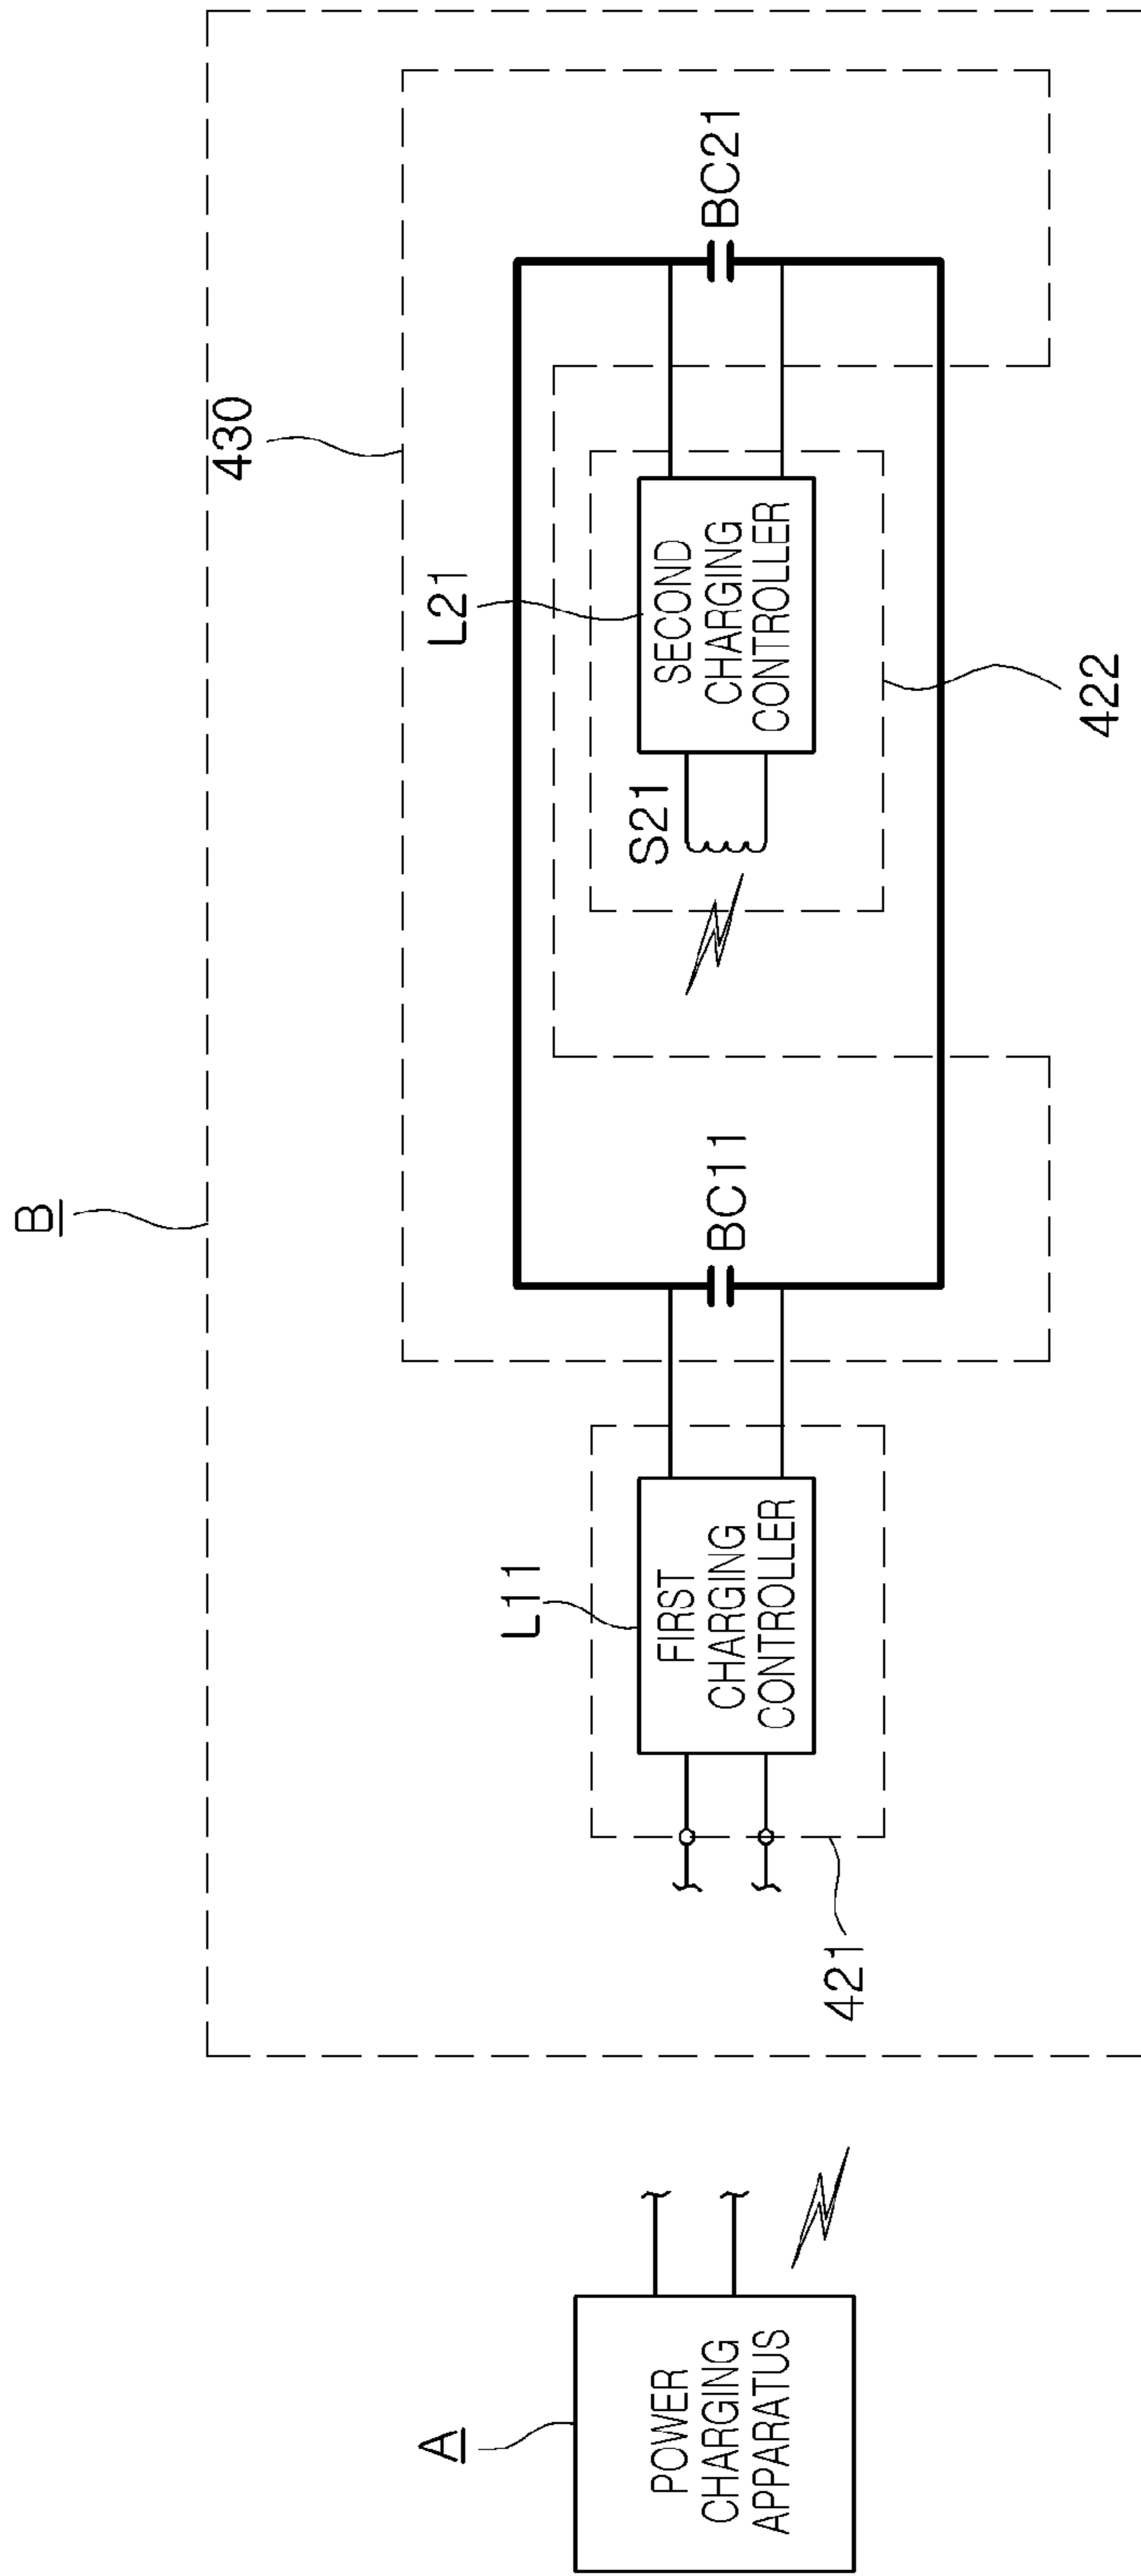 B
430
L21
SECOND
CHARGING
CONTROLLER
S21
BC21
422
BC11
L11
FIRST
CHARGING
CONTROLLER
421
A
POWER
CHARGING
APPARATUS